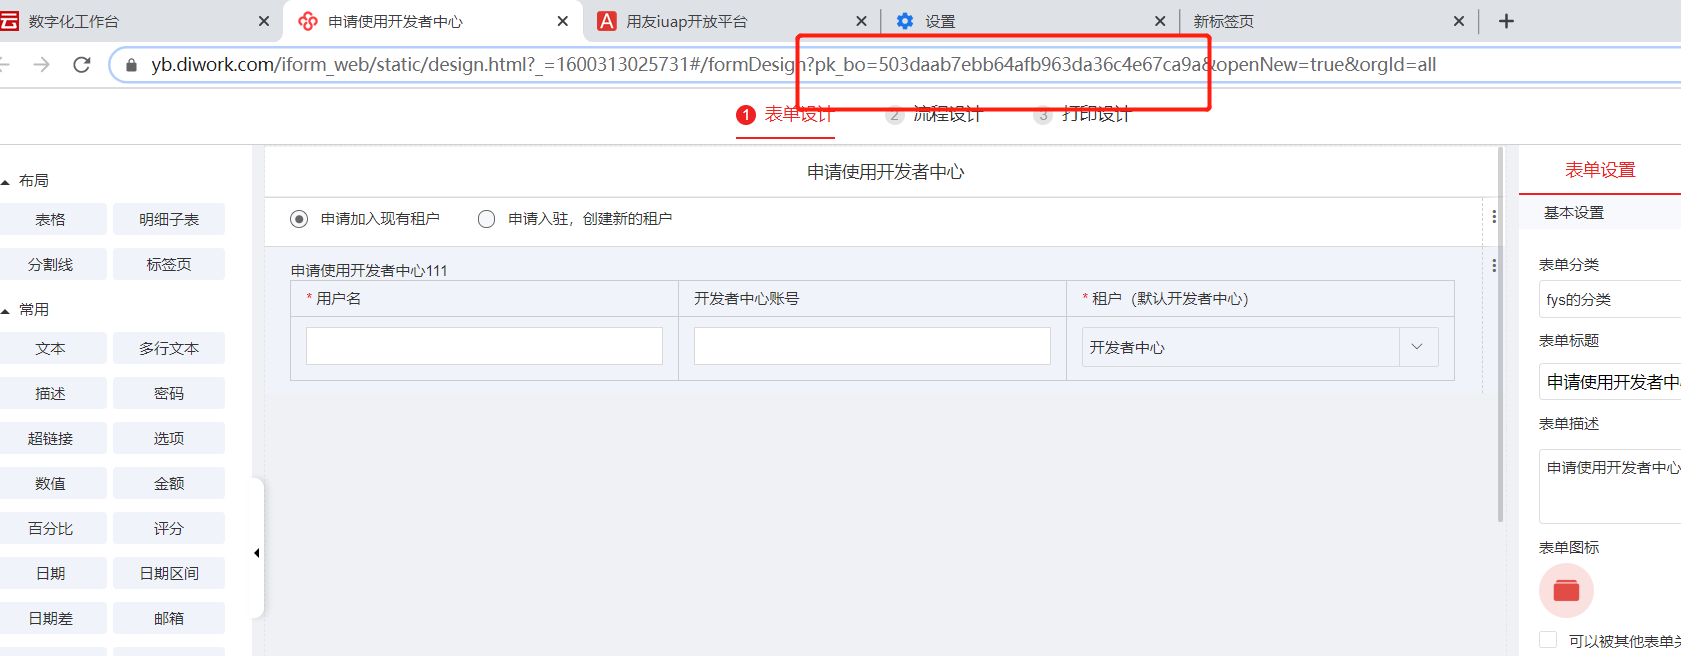 数字化工作台
申请使用开发者中心
用友iuap开放平台
设置
新标签页
yb.diwork.com/iform_web/static/design.html?_=1600313025731#/formDesign?pk_bo=503daab7ebb64afb963da36c4e67ca9a&openNew=true&orgId=all
1 表单设计
2 流程设计
3 打印设计
布局
表格
明细子表
分割线
标签页
常用
文本
多行文本
描述
密码
超链接
选项
数值
金额
百分比
评分
日期
日期区间
日期差
邮箱
申请使用开发者中心
申请加入现有租户
申请入驻，创建新的租户
申请使用开发者中心111
* 用户名
开发者中心账号
* 租户（默认开发者中心）
开发者中心
表单设置
基本设置
表单分类
fys的分类
表单标题
申请使用开发者中
表单描述
申请使用开发者中心
表单图标
可以被其他表单关